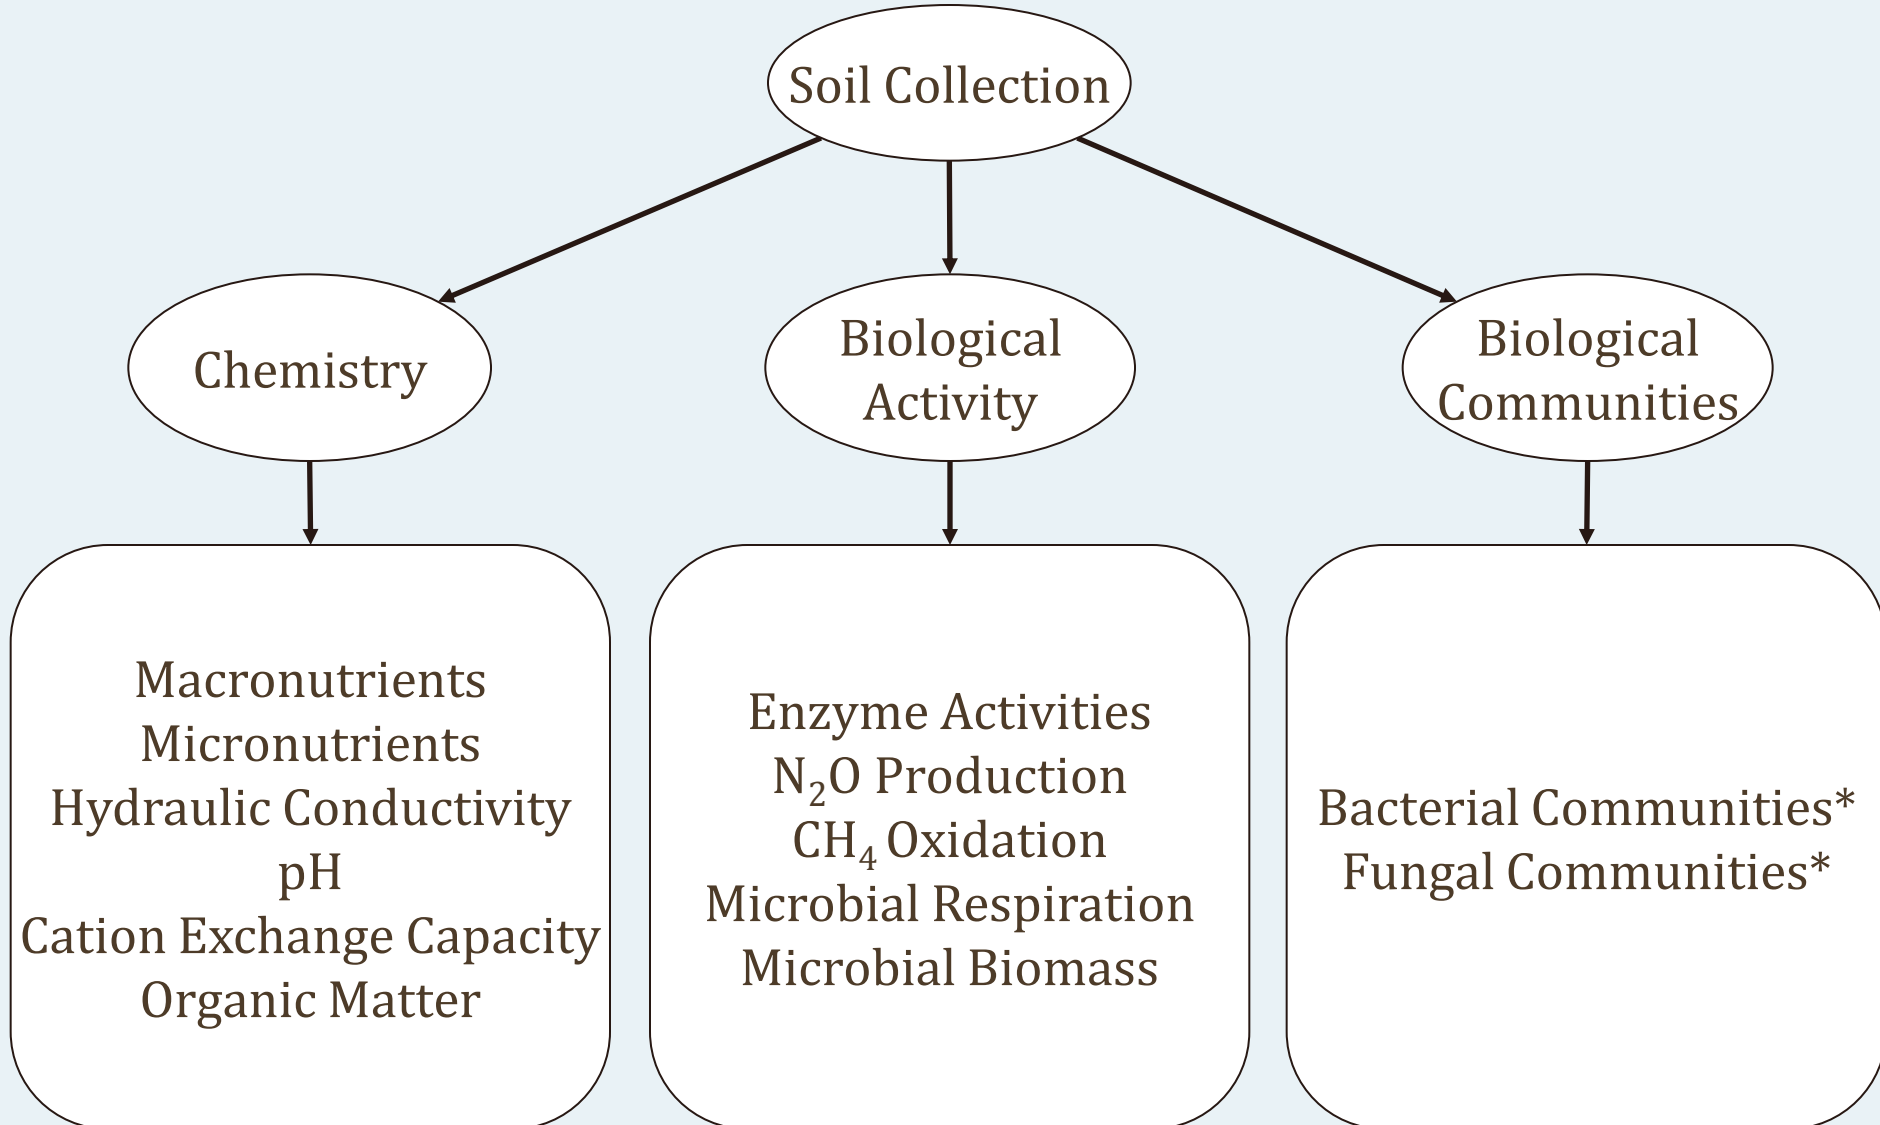 Soil Collection
Chemistry
Biological
Activity
Biological
Communities
Macronutrients
Micronutrients
Hydraulic Conductivity
pH
Cation Exchange Capacity
Organic Matter
Enzyme Activities
N₂O Production
CH₄ Oxidation
Microbial Respiration
Microbial Biomass
Bacterial Communities*
Fungal Communities*